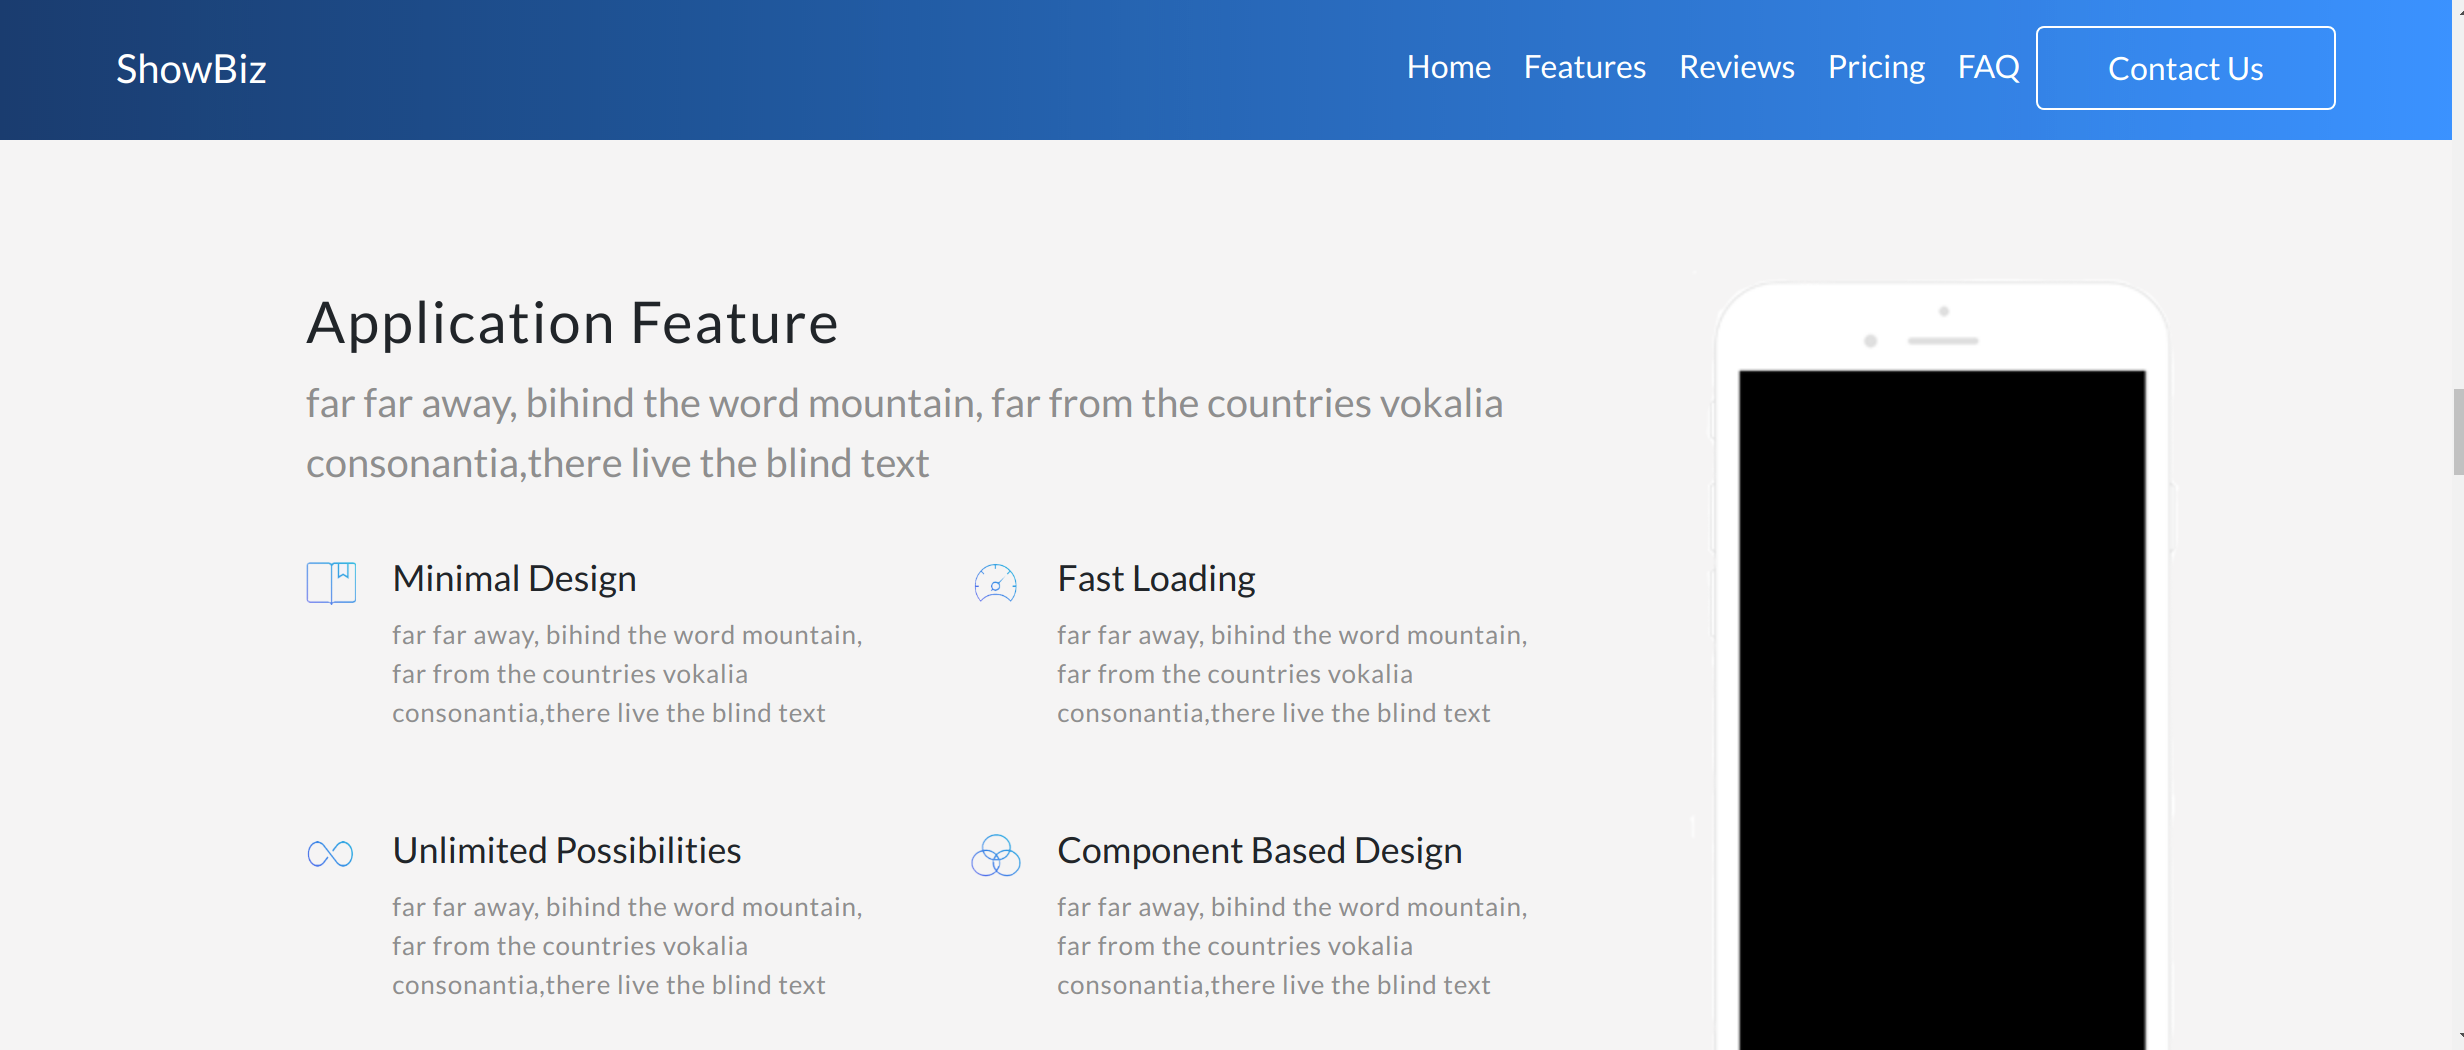 ShowBiz
Home Features Reviews Pricing FAQ Contact Us
Application Feature
far far away, bihind the word mountain, far from the countries vokalia
consonantia,there live the blind text
Minimal Design
far far away, bihind the word mountain,
far from the countries vokalia
consonantia,there live the blind text
Fast Loading
far far away, bihind the word mountain,
far from the countries vokalia
consonantia,there live the blind text
Unlimited Possibilities
far far away, bihind the word mountain,
far from the countries vokalia
consonantia,there live the blind text
Component Based Design
far far away, bihind the word mountain,
far from the countries vokalia
consonantia,there live the blind text